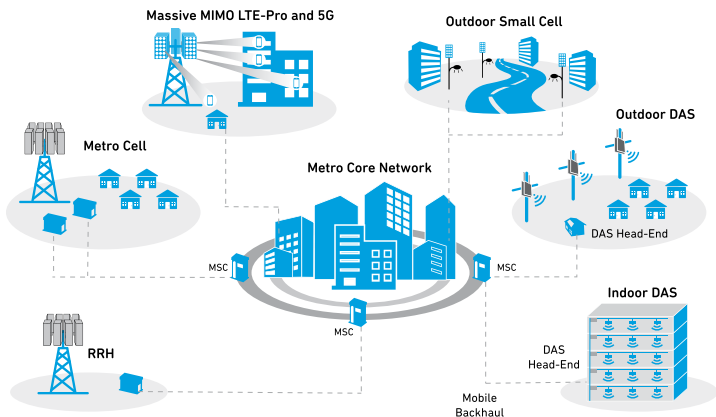 Massive MIMO LTE-Pro and 5G
Outdoor Small Cell
Outdoor DAS
Metro Cell
Metro Core Network
DAS Head-End
MSC
MSC
Indoor DAS
MSC
RRH
DAS
Head-End
Mobile
Backhaul